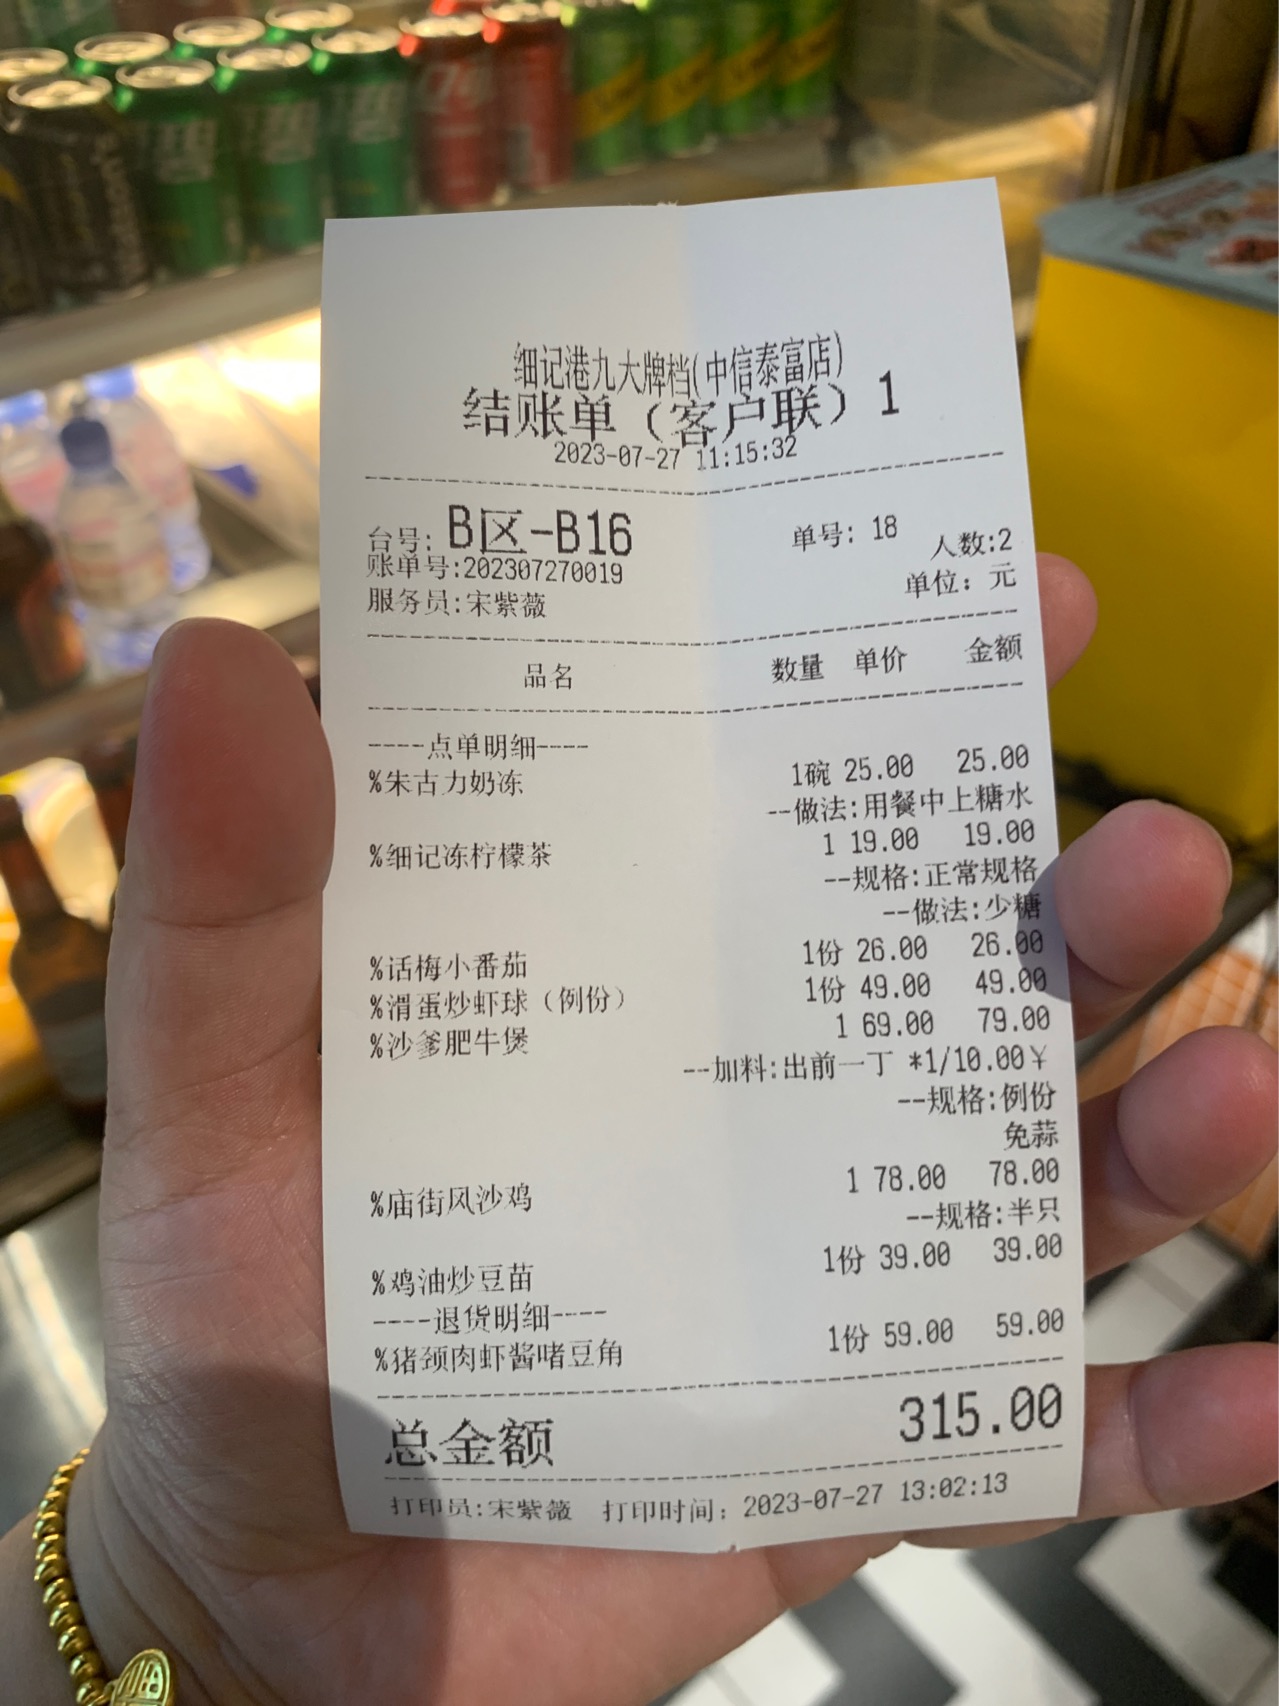 细记港九大牌档(中信泰富店)
结账单（客户联）1
2023-07-27 11:15:32
台号: B区-B16 单号: 18 人数:2
账单号:202307270019 单位: 元
服务员:宋紫薇
品名 数量 单价 金额
----点单明细----
%朱古力奶冻 1碗 25.00 25.00
--做法:用餐中上糖水
%细记冻柠檬茶 1 19.00 19.00
--规格:正常规格
--做法:少糖
%话梅小番茄 1份 26.00 26.00
%滑蛋炒虾球（例份） 1份 49.00 49.00
%沙爹肥牛煲 1 69.00 79.00
--加料:出前一丁 *1/10.00¥
--规格:例份
免蒜
%庙街风沙鸡 1 78.00 78.00
--规格:半只
%鸡油炒豆苗 1份 39.00 39.00
----退货明细----
%猪颈肉虾酱啫豆角 1份 59.00 59.00
总金额 315.00
打印员:宋紫薇 打印时间: 2023-07-27 13:02:13